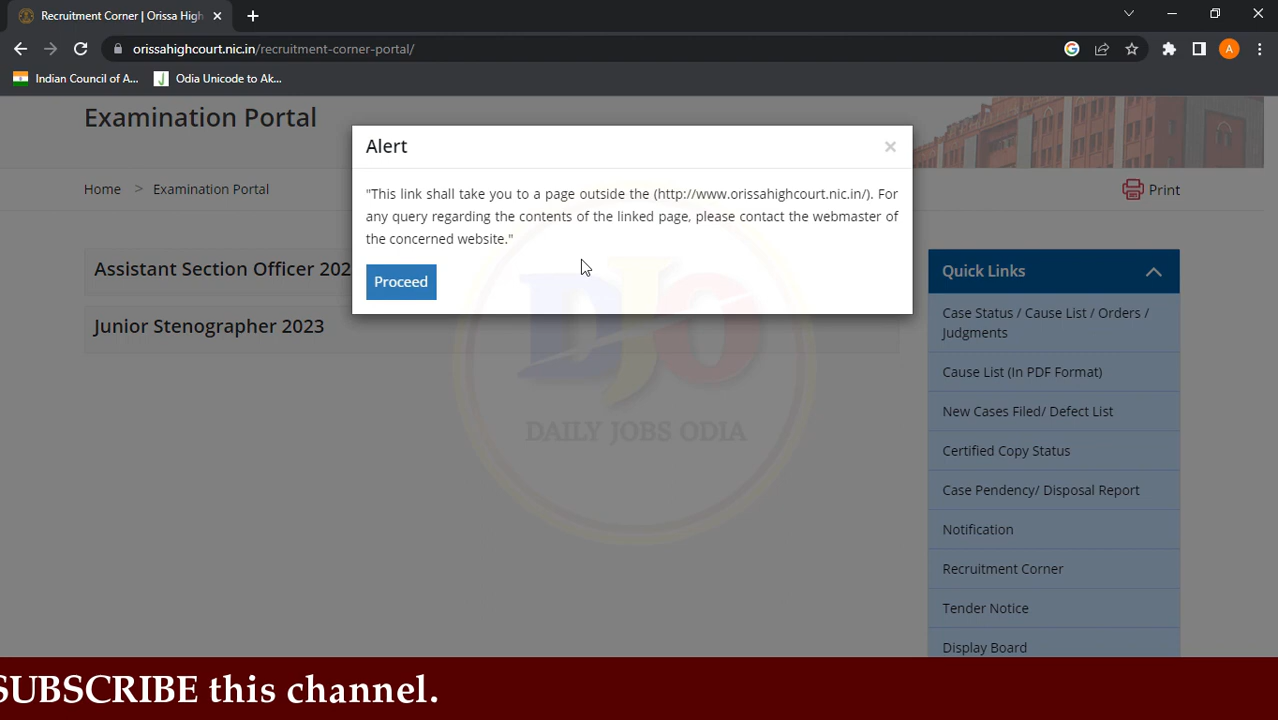 Recruitment Corner | Orissa High
orissahighcourt.nic.in/recruitment-corner-portal/
A
Indian Council of A...
Odia Unicode to Ak...
Examination Portal
Home > Examination Portal
Print
Alert
×
"This link shall take you to a page outside the (http://www.orissahighcourt.nic.in/). For
any query regarding the contents of the linked page, please contact the webmaster of
the concerned website."
Proceed
Assistant Section Officer 202
Junior Stenographer 2023
DJO
DAILY JOBS ODIA
Quick Links
Case Status / Cause List / Orders /
Judgments
Cause List (In PDF Format)
New Cases Filed/ Defect List
Certified Copy Status
Case Pendency/ Disposal Report
Notification
Recruitment Corner
Tender Notice
Display Board
SUBSCRIBE this channel.